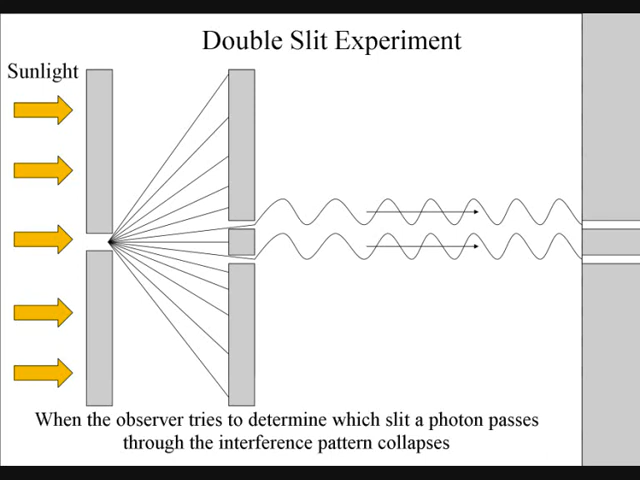 Double Slit Experiment
Sunlight
When the observer tries to determine which slit a photon passes
through the interference pattern collapses